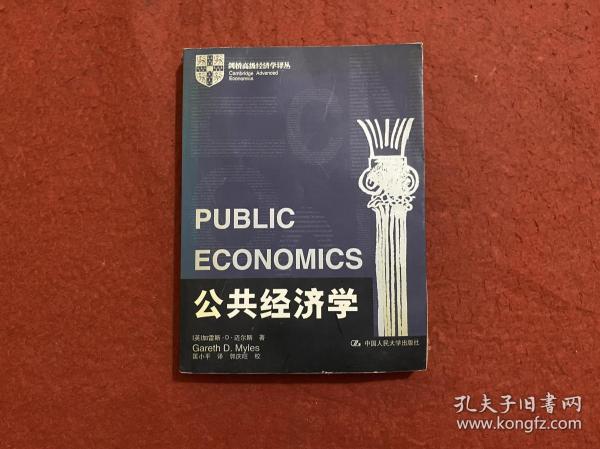 剑桥高级经济学译丛
Cambridge Advanced
Economics
PUBLIC
ECONOMICS
公共经济学
[英]加雷斯·D·迈尔斯 著
Gareth D. Myles
匡小平 译 郭庆旺 校
中国人民大学出版社
孔夫子旧书网
www.kongfz.com